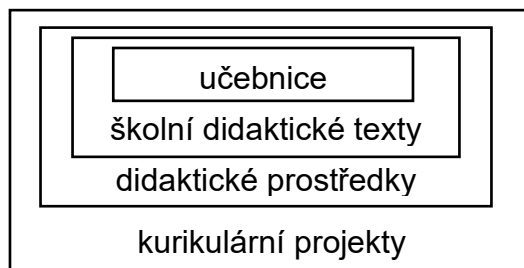 učebnice
školní didaktické texty
didaktické prostředky
kurikulární projekty